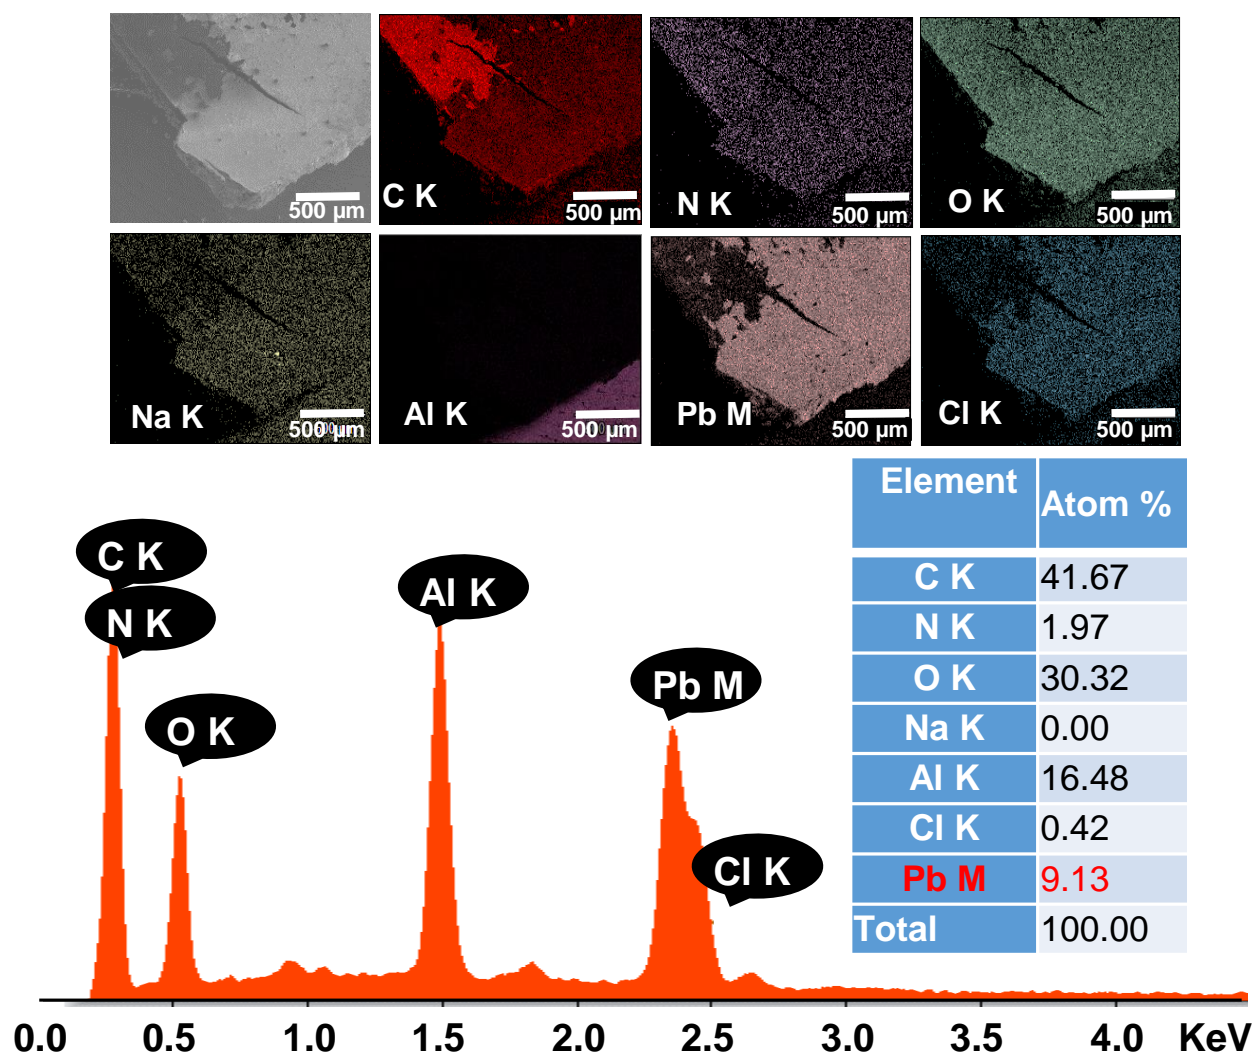 C K
500 µm
500 µm
N K
500 µm
O K
500 µm
Na K
500 µm
Al K
500 µm
Pb M
500 µm
Cl K
500 µm
C K
N K
O K
Al K
Pb M
Cl K
Element Atom %
C K 41.67
N K 1.97
O K 30.32
Na K 0.00
Al K 16.48
Cl K 0.42
Pb M 9.13
Total 100.00
0.0 0.5 1.0 1.5 2.0 2.5 3.0 3.5 4.0 KeV